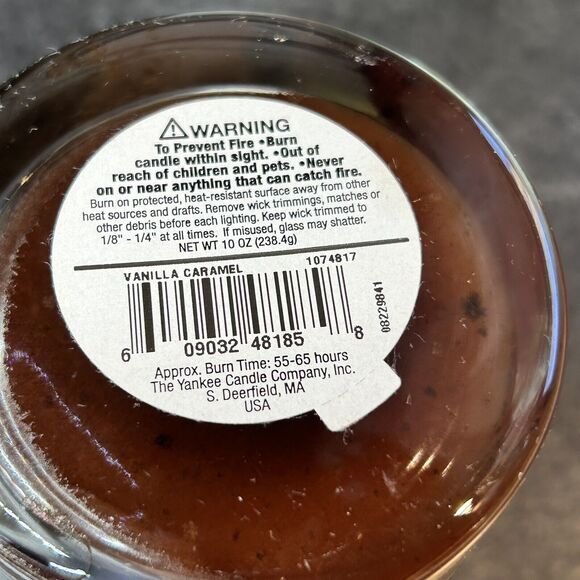 ⚠WARNING
To Prevent Fire •Burn
candle within sight. •Out of
reach of children and pets. •Never
on or near anything that can catch fire.
Burn on protected, heat-resistant surface away from other
heat sources and drafts. Remove wick trimmings, matches or
other debris before each lighting. Keep wick trimmed to
1/8" - 1/4" at all times. If misused, glass may shatter.
NET WT 10 OZ (238.4g)
VANILLA CARAMEL 1074817
6 09032 48185 8
08229841
Approx. Burn Time: 55-65 hours
The Yankee Candle Company, Inc.
S. Deerfield, MA
USA